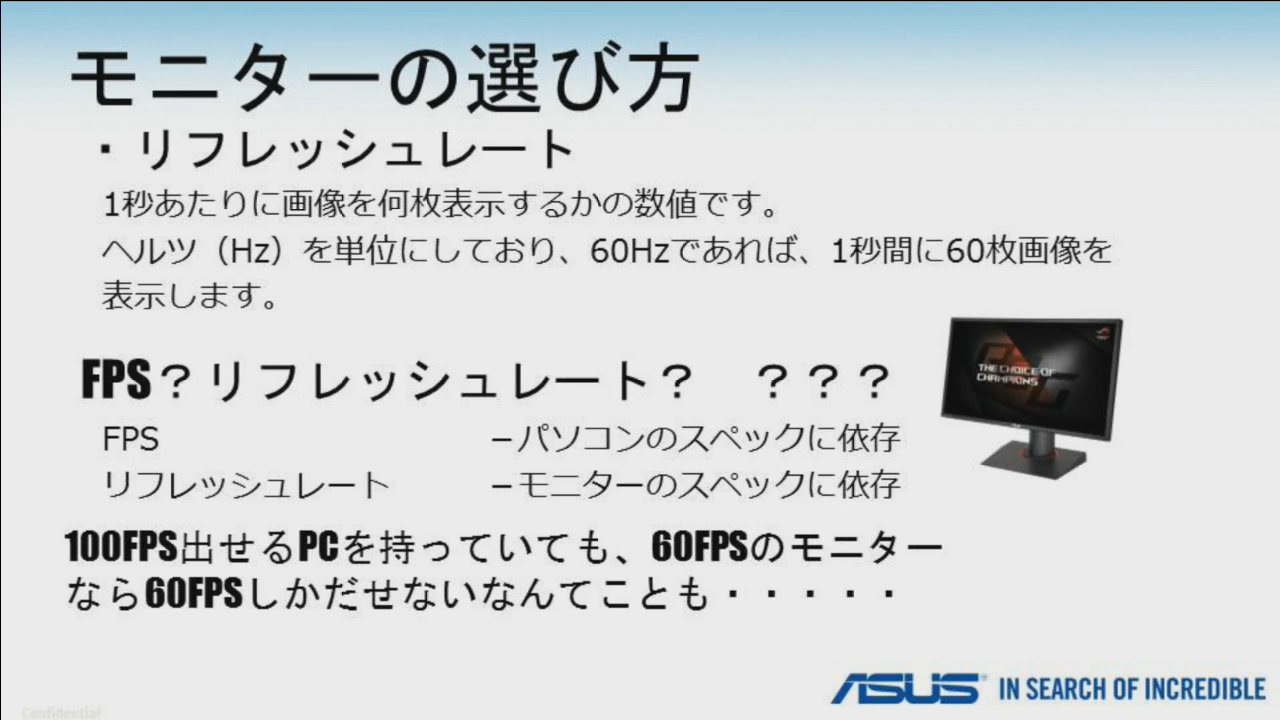 モニターの選び方
・リフレッシュレート
1秒あたりに画像を何枚表示するかの数値です。
ヘルツ（Hz）を単位にしており、60Hzであれば、1秒間に60枚画像を
表示します。
FPS？リフレッシュレート？　？？？
FPS　－パソコンのスペックに依存
リフレッシュレート　－モニターのスペックに依存
THE CHOICE OF
CHAMPIONS
100FPS出せるPCを持っていても、60FPSのモニター
なら60FPSしかだせないなんてことも・・・・・
ASUS® IN SEARCH OF INCREDIBLE
Confidential